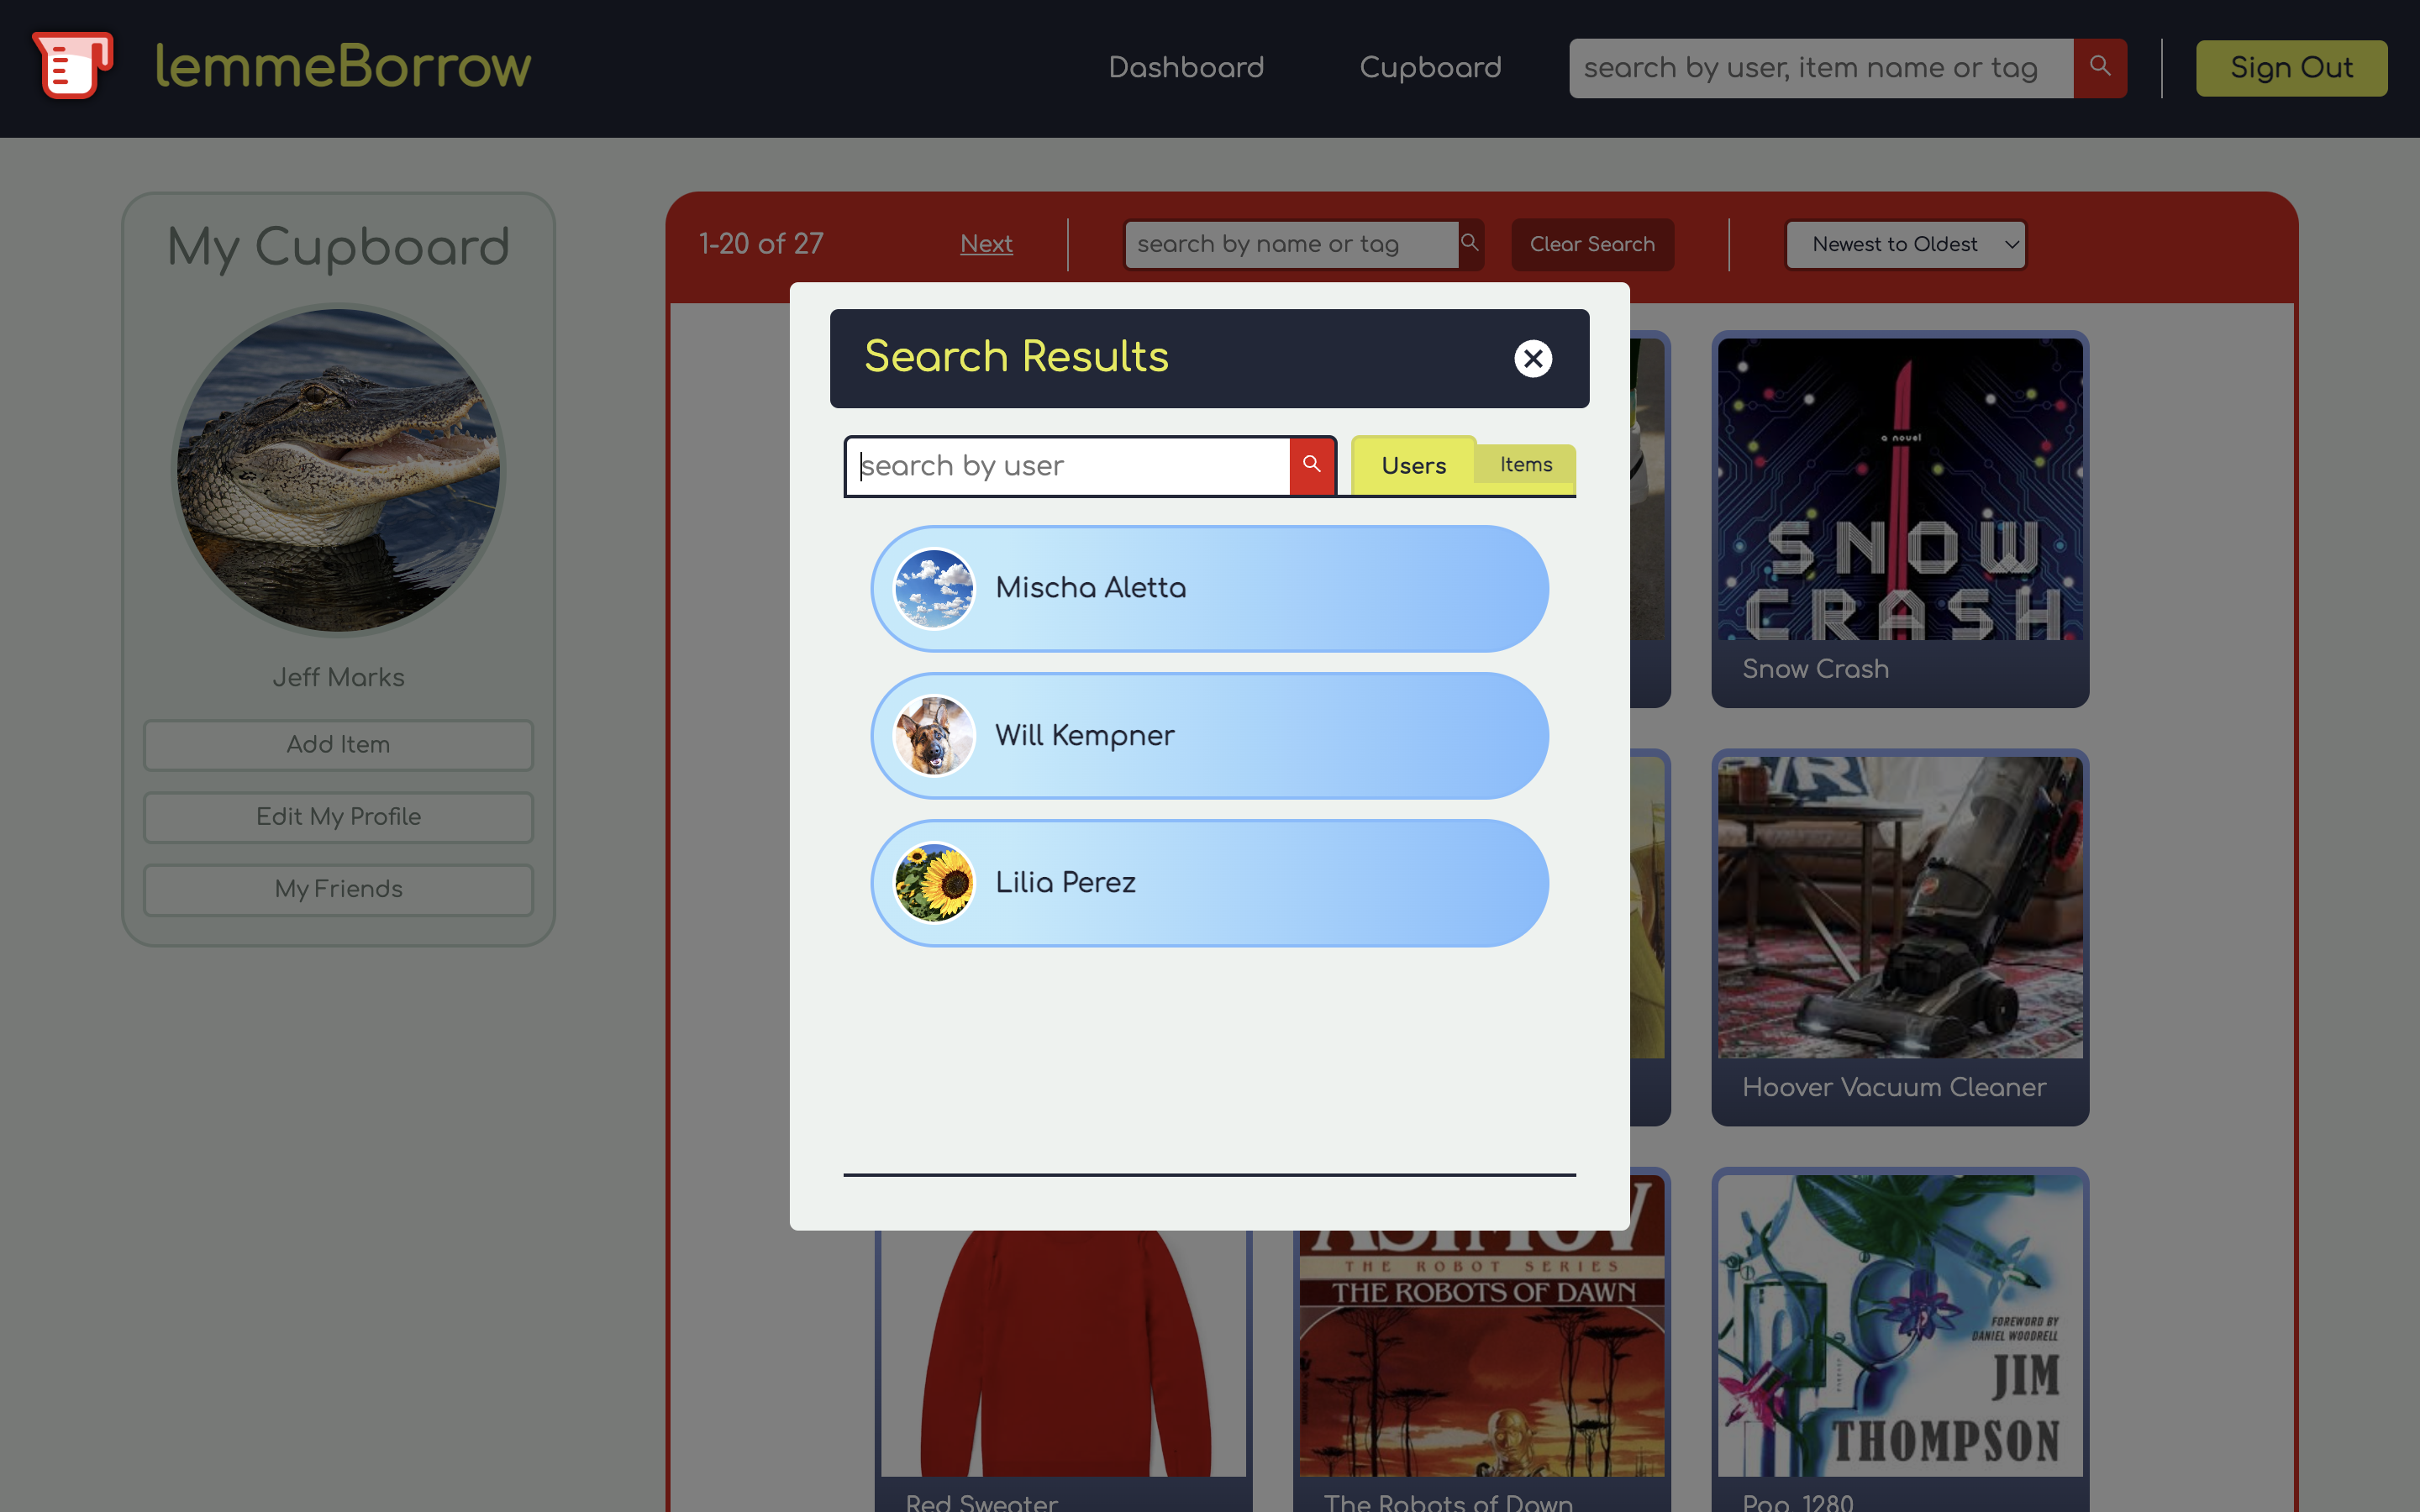 lemmeBorrow
Dashboard
Cupboard
search by user, item name or tag
Sign Out
My Cupboard
Jeff Marks
Add Item
Edit My Profile
My Friends
1-20 of 27
Next
search by name or tag
Clear Search
Newest to Oldest
Search Results
search by user
Users
Items
Mischa Aletta
Will Kempner
Lilia Perez
a novel
SNOW
CRASH
Snow Crash
Hoover Vacuum Cleaner
Red Sweater
ASIMOV
THE ROBOT SERIES
THE ROBOTS OF DAWN
The Robots of Dawn
FOREWORD BY
DANIEL WOODRELL
JIM
THOMPSON
Pop. 1280